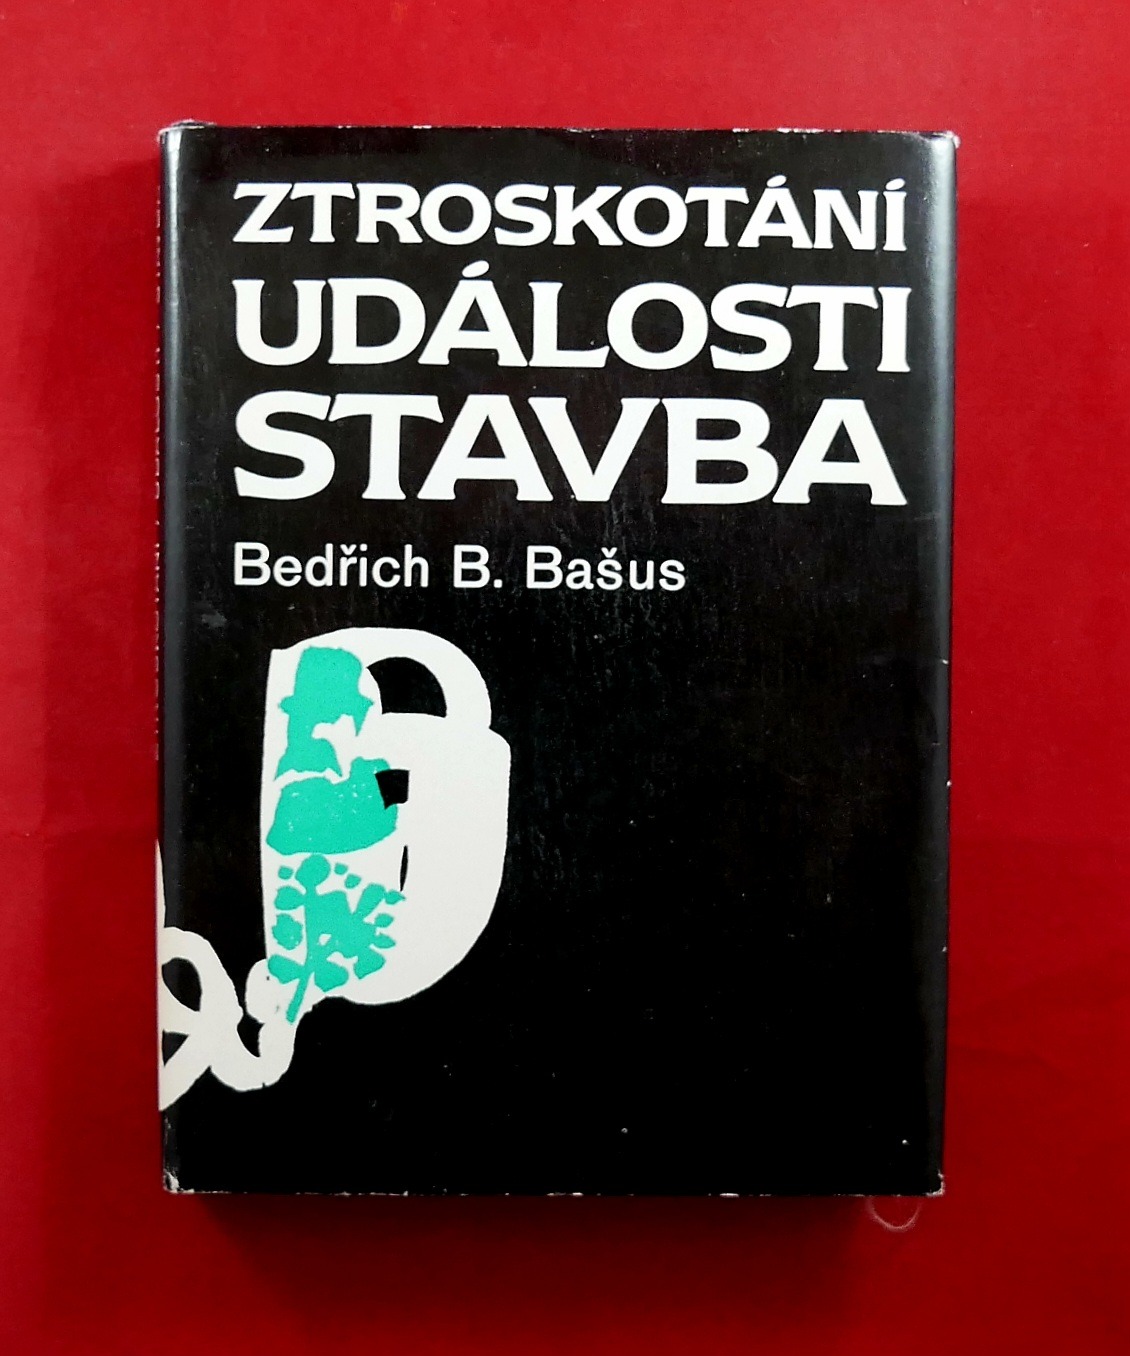 ZTROSKOTÁNÍ
UDÁLOSTI
STAVBA
Bedřich B. Bašus